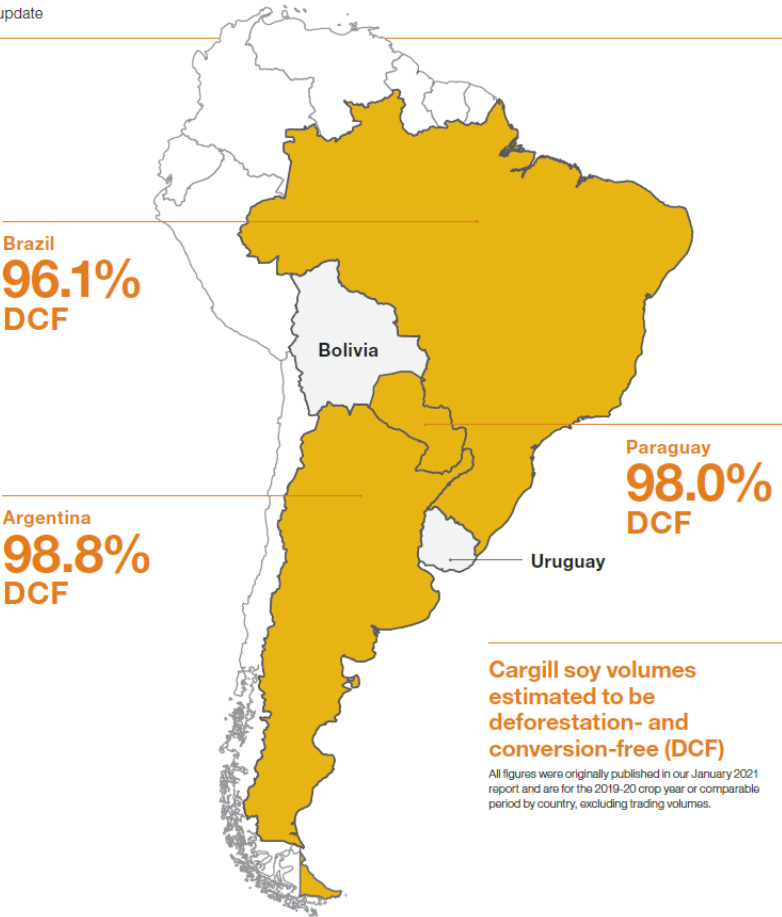 update
Brazil
96.1%
DCF
Bolivia
Paraguay
98.0%
DCF
Argentina
98.8%
DCF
Uruguay
Cargill soy volumes
estimated to be
deforestation- and
conversion-free (DCF)
All figures were originally published in our January 2021
report and are for the 2019-20 crop year or comparable
period by country, excluding trading volumes.